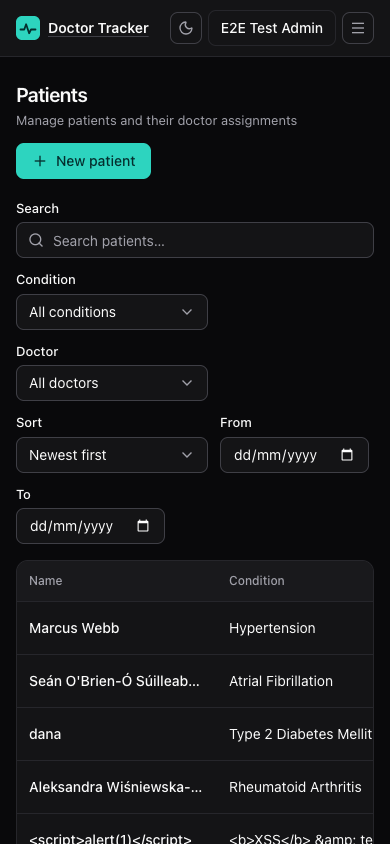 Doctor Tracker E2E Test Admin
Patients
Manage patients and their doctor assignments
New patient
Search
Search patients...
Condition
All conditions
Doctor
All doctors
Sort From
Newest first dd/mm/yyyy
To
dd/mm/yyyy
Name Condition
Marcus Webb Hypertension
Seán O'Brien-Ó Súilleab... Atrial Fibrillation
dana Type 2 Diabetes Mellit
Aleksandra Wiśniewska-... Rheumatoid Arthritis
<script>alert(1)</script> <b>XSS</b> &amp; te